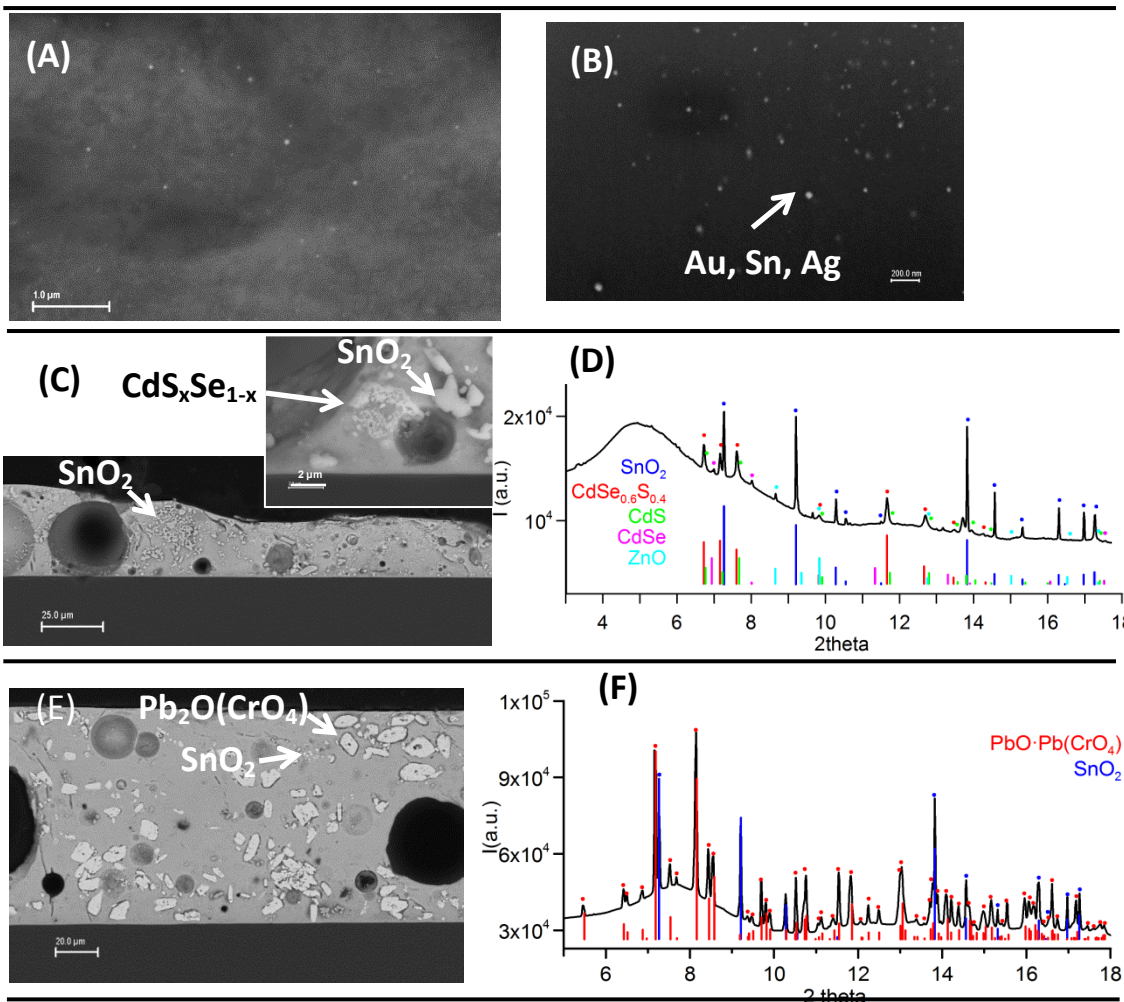 (A)
1.0 µm
(B)
Au, Sn, Ag
200.0 nm
(C)
CdSₓSe₁₋ₓ
SnO₂
SnO₂
2 µm
25.0 µm
(D)
2x10⁴
10⁴
I (a.u.)
SnO₂
CdSe₀.₆S₀.₄
CdS
CdSe
ZnO
4 6 8 10 12 14 16 18
2theta
(E)
Pb₂O(CrO₄)
SnO₂
20.0 µm
(F)
1x10⁵
9x10⁴
6x10⁴
3x10⁴
I(a.u.)
PbO·Pb(CrO₄)
SnO₂
6 8 10 12 14 16 18
2 theta